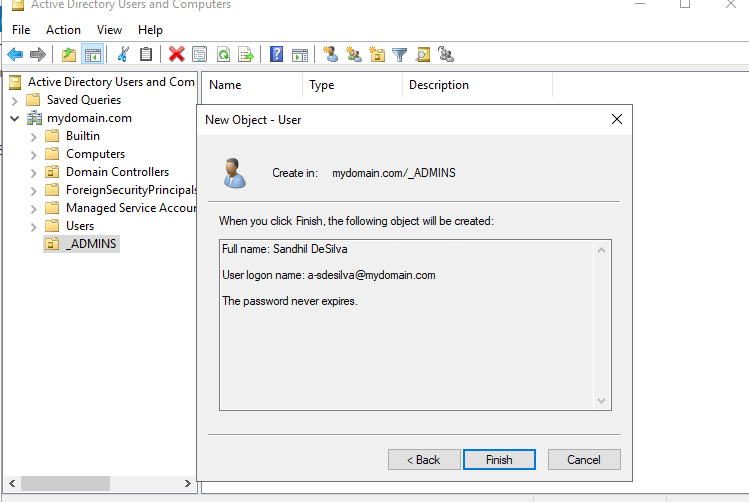 Active Directory Users and Computers
File Action View Help
Name Type Description
Active Directory Users and Com
Saved Queries
mydomain.com
Builtin
Computers
Domain Controllers
ForeignSecurityPrincipals
Managed Service Accour
Users
_ADMINS
New Object - User
Create in: mydomain.com/_ADMINS
When you click Finish, the following object will be created:
Full name: Sandhil DeSilva
User logon name: a-sdesilva@mydomain.com
The password never expires.
< Back Finish Cancel